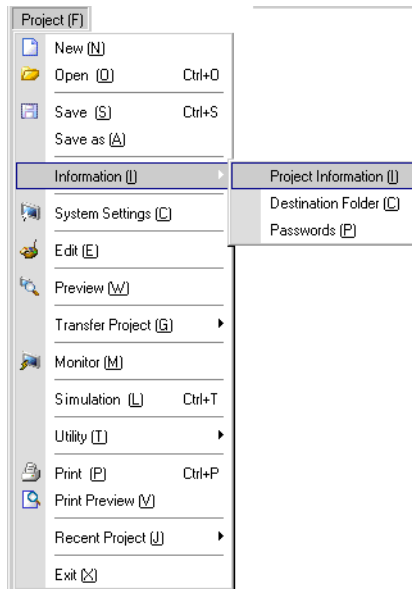 Project (F)
New (N)
Open (O) Ctrl+O
Save (S) Ctrl+S
Save as (A)
Information (I)
Project Information (I)
System Settings (C)
Destination Folder (C)
Passwords (P)
Edit (E)
Preview (W)
Transfer Project (G)
Monitor (M)
Simulation (L) Ctrl+T
Utility (T)
Print (P) Ctrl+P
Print Preview (V)
Recent Project (J)
Exit (X)